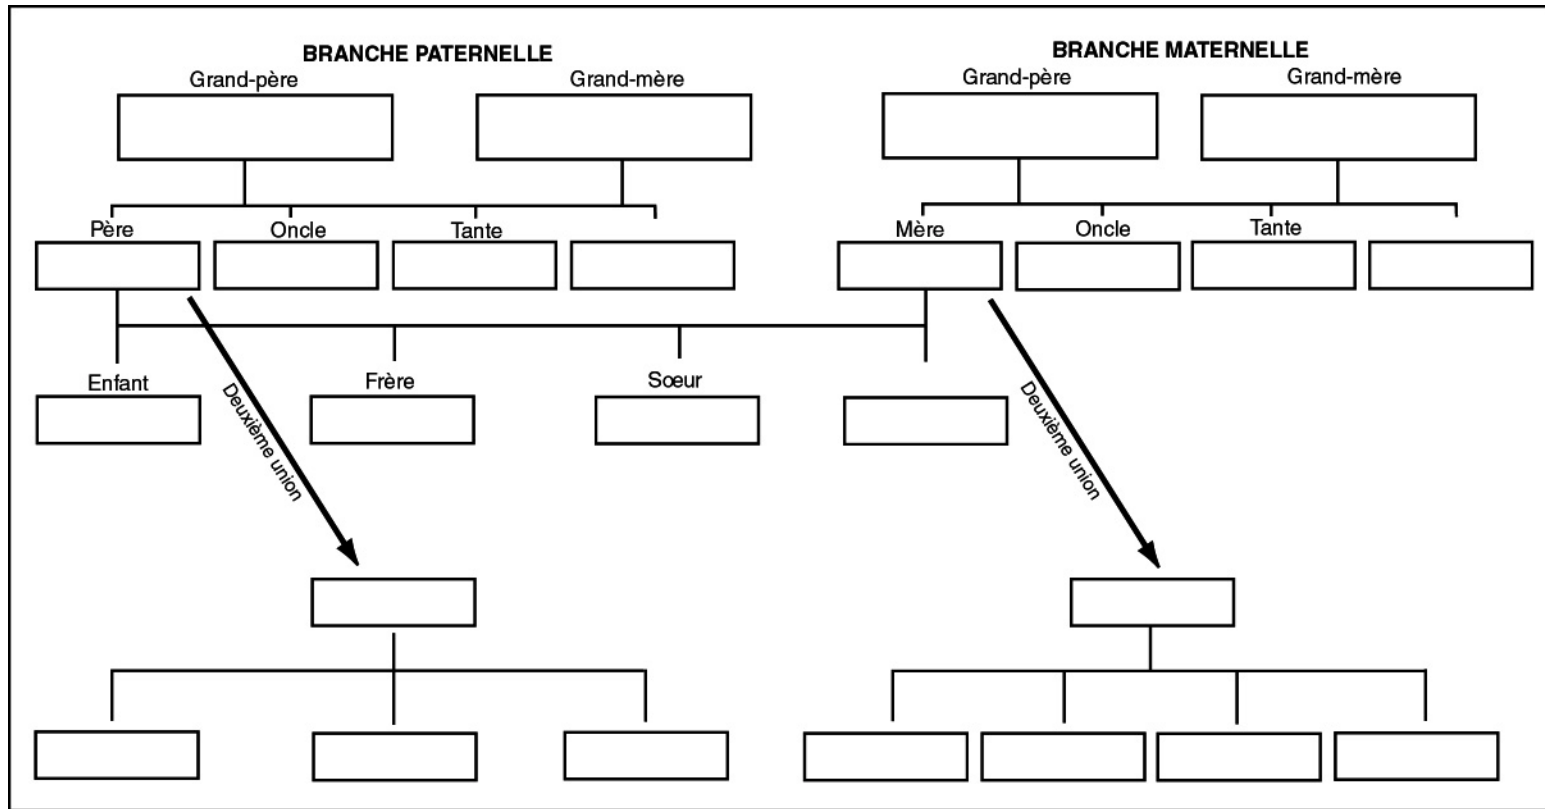 BRANCHE PATERNELLE
BRANCHE MATERNELLE
Grand-père
Grand-mère
Grand-père
Grand-mère
Père
Oncle
Tante
Mère
Oncle
Tante
Enfant
Frère
Sœur
Deuxième union
Deuxième union